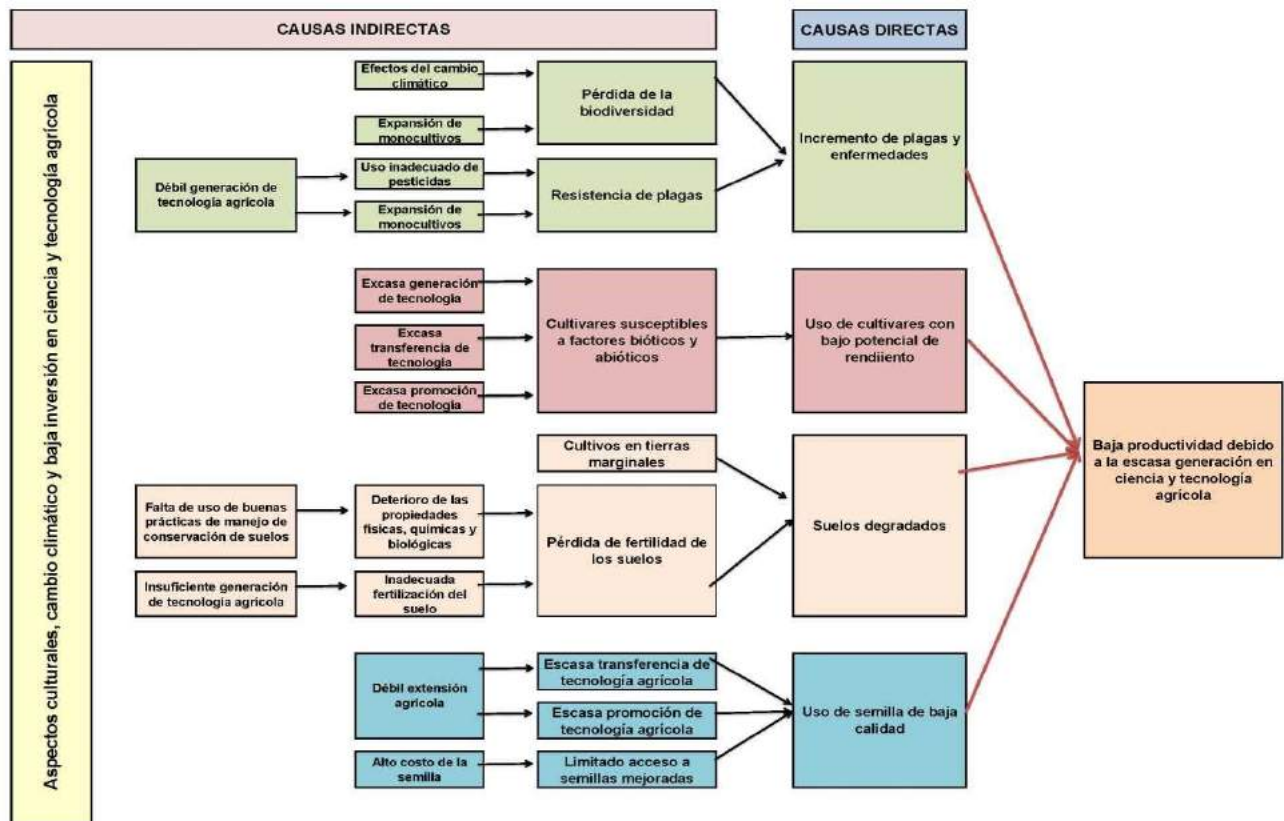 CAUSAS INDIRECTAS
CAUSAS DIRECTAS
Aspectos culturales, cambio climático y baja inversión en ciencia y tecnología agrícola
Efectos del cambio
climático
Expansión de
monocultivos
Pérdida de la
biodiversidad
Débil generación de
tecnología agrícola
Uso inadecuado de
pesticidas
Expansión de
monocultivos
Resistencia de plagas
Incremento de plagas y
enfermedades
Excasa generación
de tecnología
Excasa
transferencia de
tecnología
Excasa promoción
de tecnología
Cultivares susceptibles
a factores bióticos y
abióticos
Uso de cultivares con
bajo potencial de
rendiiento
Cultivos en tierras
marginales
Falta de uso de buenas
prácticas de manejo de
conservación de suelos
Deterioro de las
propiedades
físicas, químicas y
biológicas
Insuficiente generación
de tecnología agrícola
Inadecuada
fertilización del
suelo
Pérdida de fertilidad de
los suelos
Suelos degradados
Débil extensión
agrícola
Escasa transferencia de
tecnología agrícola
Escasa promoción de
tecnología agrícola
Alto costo de la
semilla
Limitado acceso a
semillas mejoradas
Uso de semilla de baja
calidad
Baja productividad debido
a la escasa generación en
ciencia y tecnología
agrícola